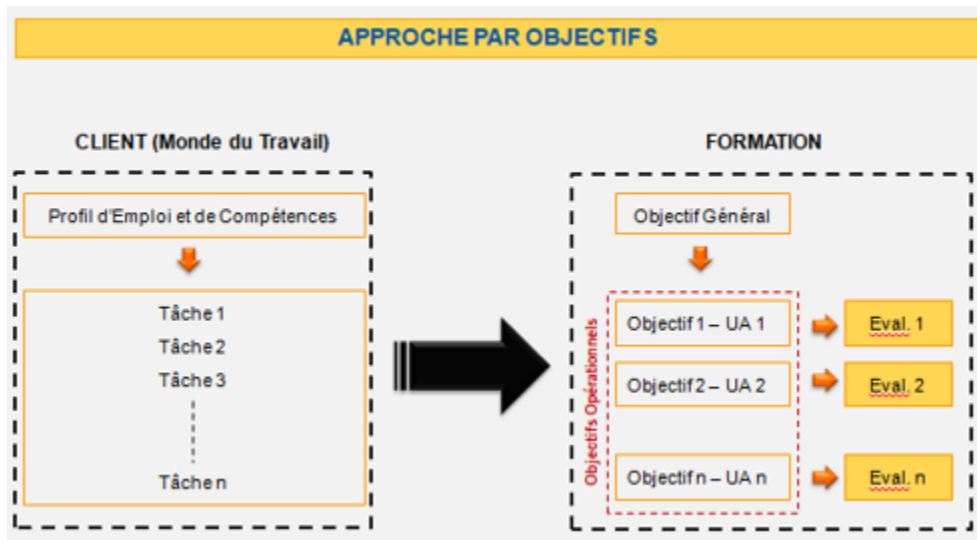 APPROCHE PAR OBJECTIFS
CLIENT (Monde du Travail)
Profil d'Emploi et de Compétences
Tâche 1
Tâche 2
Tâche 3
Tâche n
FORMATION
Objectif Général
Objectifs Opérationnels
Objectif 1 – UA 1
Eval. 1
Objectif 2 – UA 2
Eval. 2
Objectif n – UA n
Eval. n